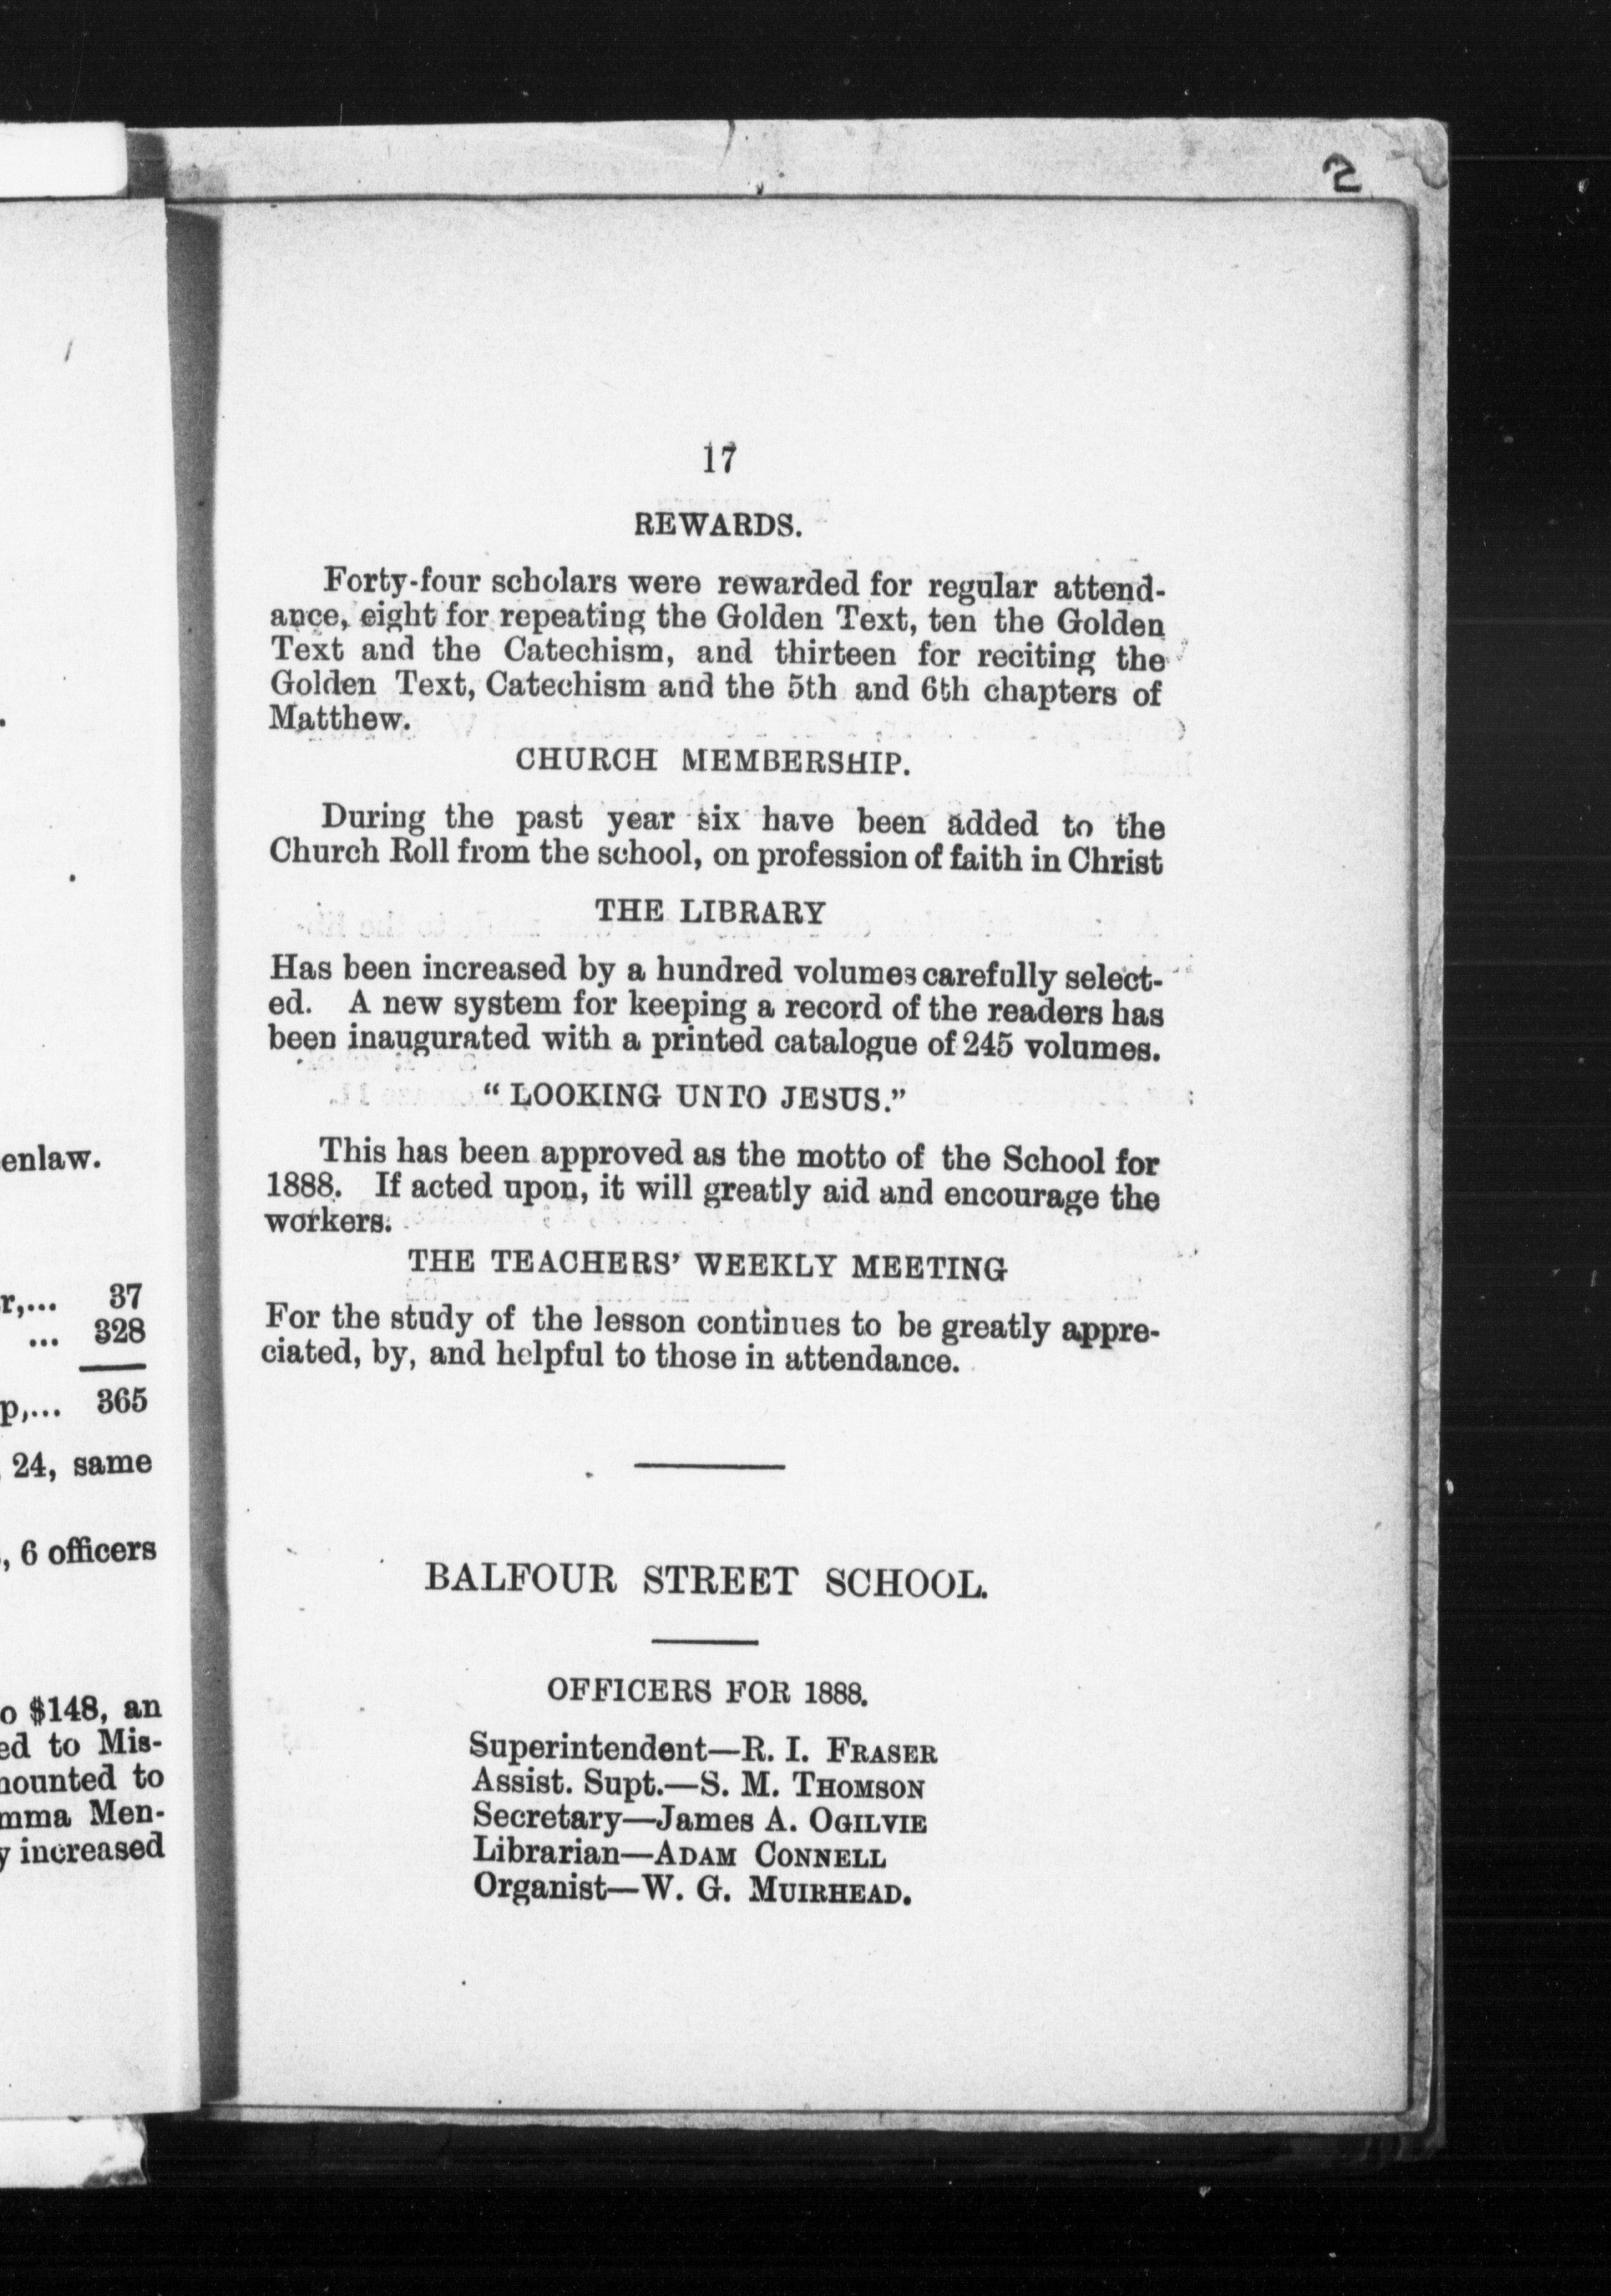 2
17
REWARDS.
Forty-four scholars were rewarded for regular attend-
ance, eight for repeating the Golden Text, ten the Golden
Text and the Catechism, and thirteen for reciting the
Golden Text, Catechism and the 5th and 6th chapters of
Matthew.
CHURCH MEMBERSHIP.
During the past year six have been added to the
Church Roll from the school, on profession of faith in Christ
THE LIBRARY
Has been increased by a hundred volumes carefully select-
ed. A new system for keeping a record of the readers has
been inaugurated with a printed catalogue of 245 volumes.
“ LOOKING UNTO JESUS.”
This has been approved as the motto of the School for
1888. If acted upon, it will greatly aid and encourage the
workers.
THE TEACHERS’ WEEKLY MEETING
For the study of the lesson continues to be greatly appre-
ciated, by, and helpful to those in attendance.
BALFOUR STREET SCHOOL.
OFFICERS FOR 1888.
Superintendent—R. I. FRASER
Assist. Supt.—S. M. THOMSON
Secretary—James A. OGILVIE
Librarian—ADAM CONNELL
Organist—W. G. MUIRHEAD.
enlaw.
r,... 37
... 328
p,... 365
24, same
, 6 officers
o $148, an
ed to Mis-
nounted to
mma Men-
y increased